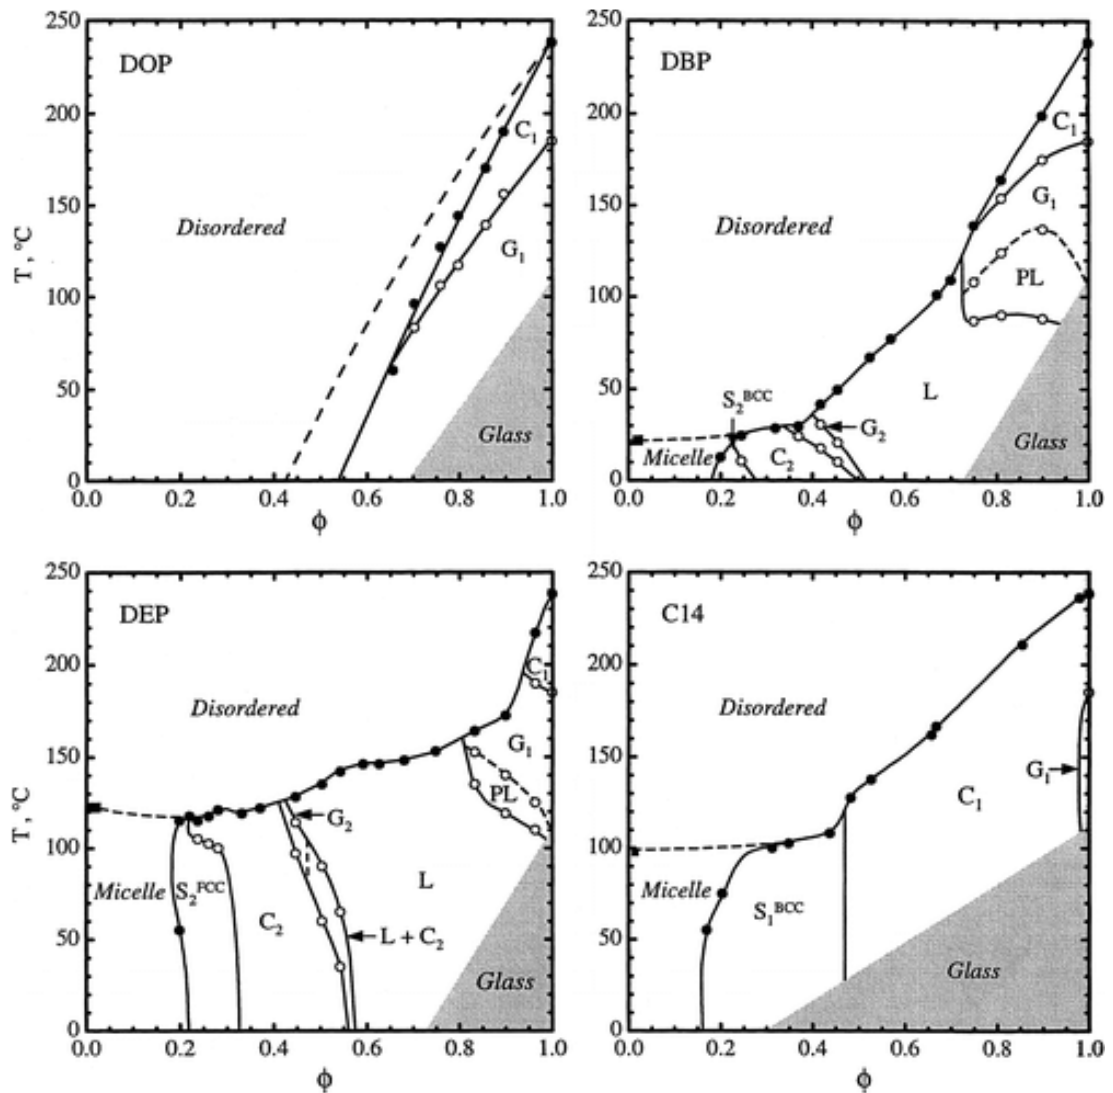 DOP
T, °C
250
200
150
100
50
0
Disordered
C₁
G₁
Glass
0.0 0.2 0.4 0.6 0.8 1.0
ϕ
DBP
250
200
150
100
50
0
Disordered
C₁
G₁
PL
L
S₂ᴮᶜᶜ
G₂
Micelle
C₂
Glass
0.0 0.2 0.4 0.6 0.8 1.0
ϕ
DEP
T, °C
250
200
150
100
50
0
Disordered
C₁
G₁
PL
G₂
Micelle
S₂ᶠᶜᶜ
C₂
L
L + C₂
Glass
0.0 0.2 0.4 0.6 0.8 1.0
ϕ
C14
250
200
150
100
50
0
Disordered
G₁
C₁
Micelle
S₁ᴮᶜᶜ
Glass
0.0 0.2 0.4 0.6 0.8 1.0
ϕ